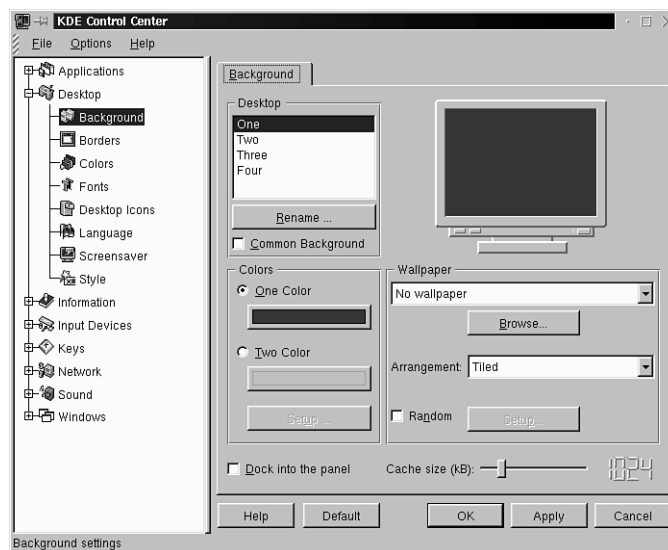 KDE Control Center
File Options Help
Applications
Desktop
Background
Borders
Colors
Fonts
Desktop Icons
Language
Screensaver
Style
Information
Input Devices
Keys
Network
Sound
Windows
Background
Desktop
One
Two
Three
Four
Rename ...
Common Background
Colors
One Color
Two Color
Setup ...
Wallpaper
No wallpaper
Browse...
Arrangement: Tiled
Random
Setup...
Dock into the panel
Cache size (kB):
1024
Help
Default
OK
Apply
Cancel
Background settings